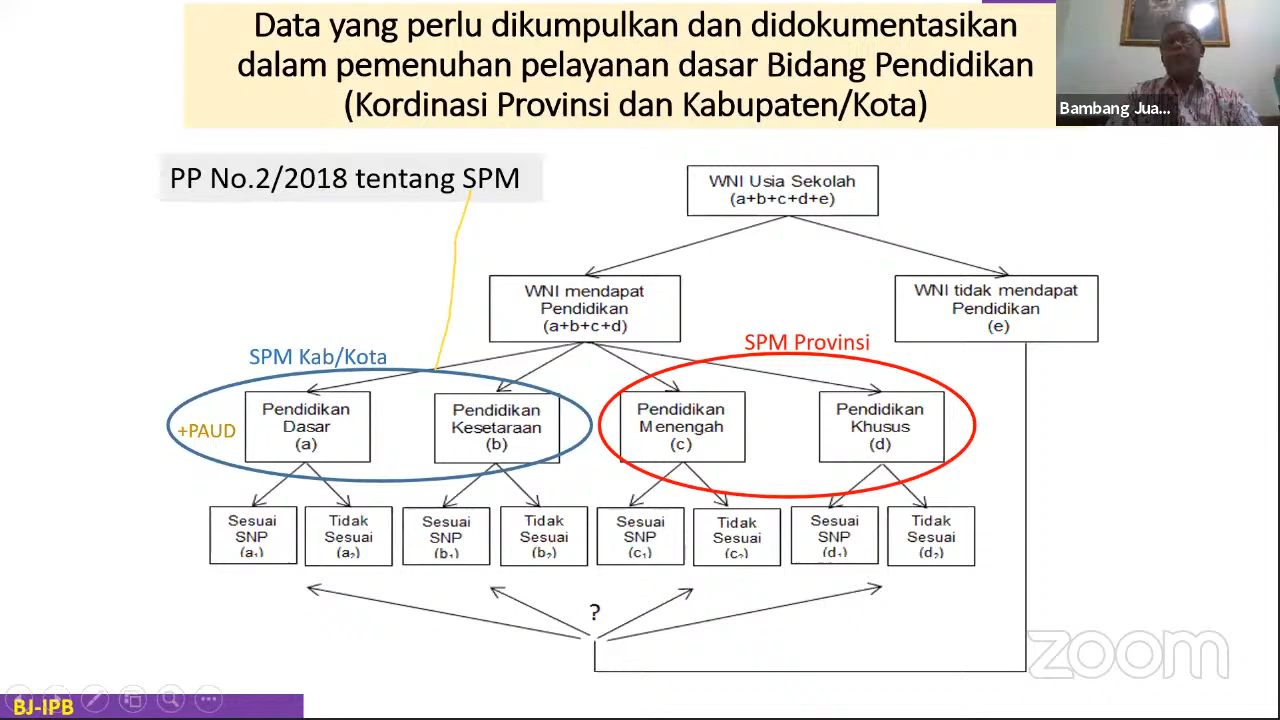 Data yang perlu dikumpulkan dan didokumentasikan
dalam pemenuhan pelayanan dasar Bidang Pendidikan
(Kordinasi Provinsi dan Kabupaten/Kota)
Bambang Jua...
PP No.2/2018 tentang SPM
WNI Usia Sekolah
(a+b+c+d+e)
WNI mendapat
Pendidikan
(a+b+c+d)
WNI tidak mendapat
Pendidikan
(e)
SPM Kab/Kota
SPM Provinsi
+PAUD
Pendidikan
Dasar
(a)
Pendidikan
Kesetaraan
(b)
Pendidikan
Menengah
(c)
Pendidikan
Khusus
(d)
Sesuai
SNP
(a₁)
Tidak
Sesuai
(a₂)
Sesuai
SNP
(b₁)
Tidak
Sesuai
(b₂)
Sesuai
SNP
(c₁)
Tidak
Sesuai
(c₂)
Sesuai
SNP
(d₁)
Tidak
Sesuai
(d₂)
?
zoom
BJ-IPB